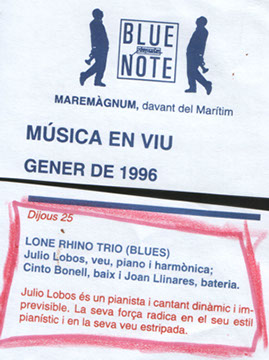 BLUE
NOTE
MAREMÀGNUM, davant del Marítim
MÚSICA EN VIU
GENER DE 1996
Dijous 25
LONE RHINO TRIO (BLUES)
Julio Lobos, veu, piano i harmònica;
Cinto Bonell, baix i Joan Llinares, bateria.
Julio Lobos és un pianista i cantant dinàmic i im-
previsible. La seva força radica en el seu estil
pianístic i en la seva veu estripada.